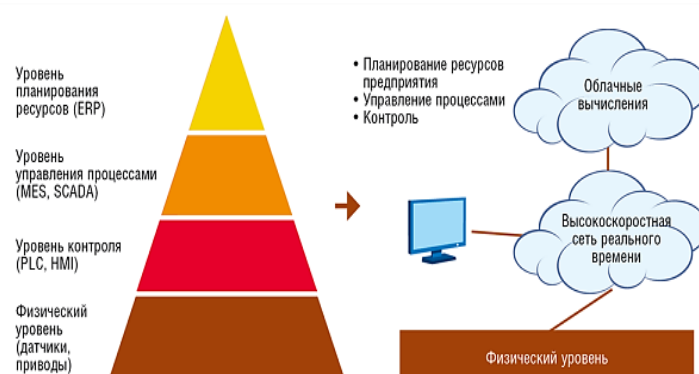 Уровень
планирования
ресурсов (ERP)
Уровень
управления процессами
(MES, SCADA)
Уровень контроля
(PLC, HMI)
Физический
уровень
(датчики,
приводы)
• Планирование ресурсов
предприятия
• Управление процессами
• Контроль
Облачные
вычисления
Высокоскоростная
сеть реального
времени
Физический уровень